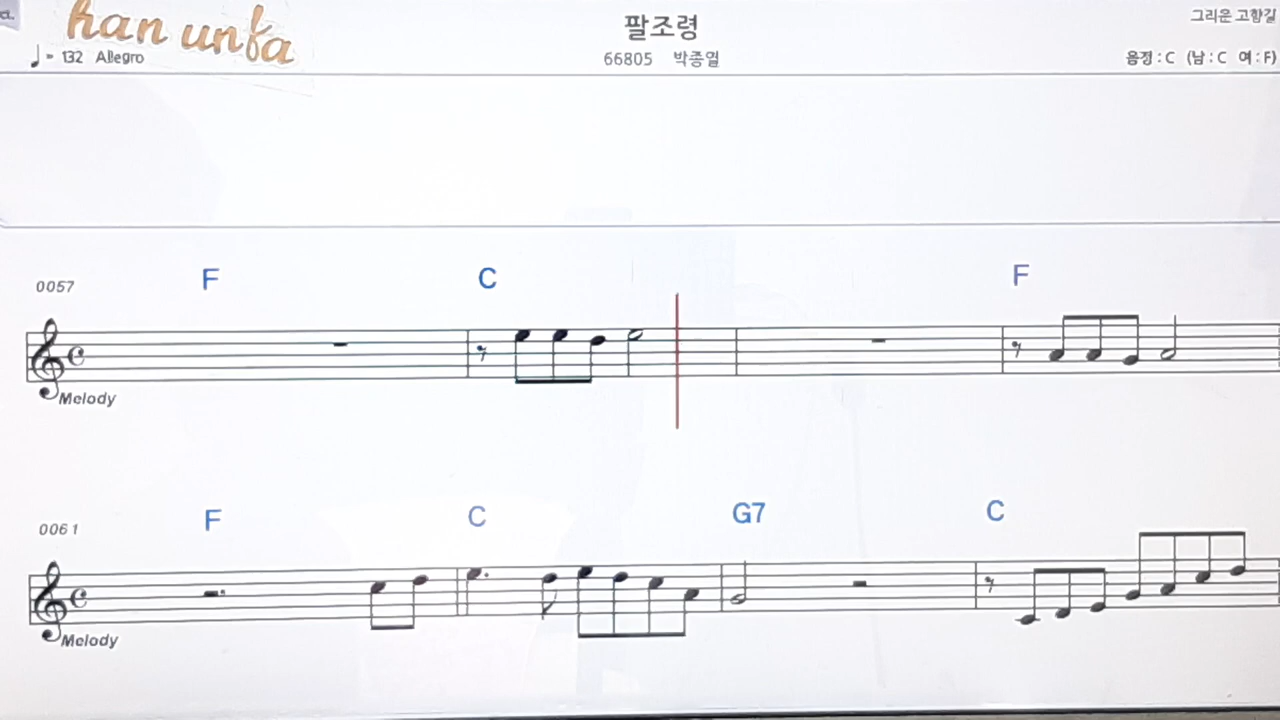 han unfa
팔조령
그리운 고향길
♩= 132 Allegro
66805 박종일
음정 : C (남 : C 여 : F)
0057 F C F
Melody
0061 F C G7 C
Melody